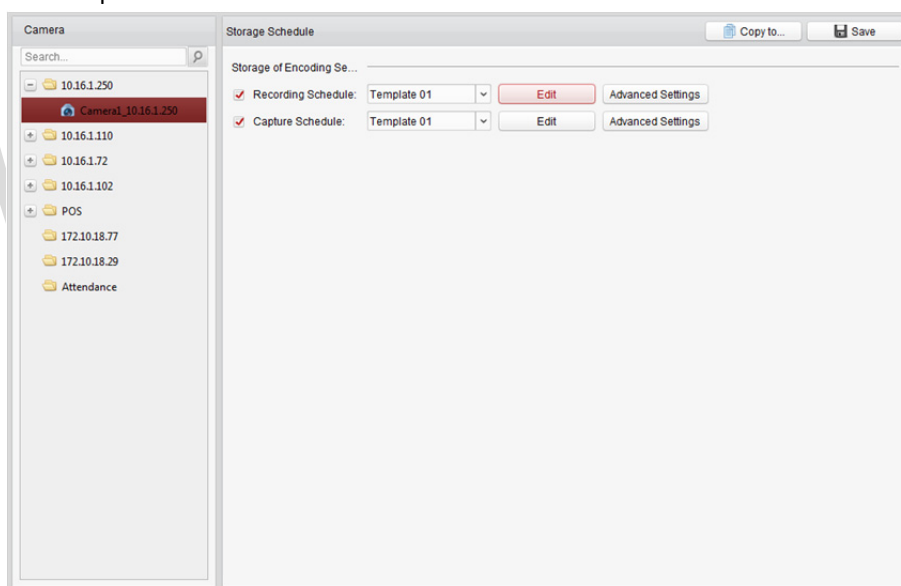 Camera
Search...
10.16.1.250
Camera1_10.16.1.250
10.16.1.110
10.16.1.72
10.16.1.102
POS
172.10.18.77
172.10.18.29
Attendance
Storage Schedule
Copy to...
Save
Storage of Encoding Se...
Recording Schedule: Template 01 Edit Advanced Settings
Capture Schedule: Template 01 Edit Advanced Settings